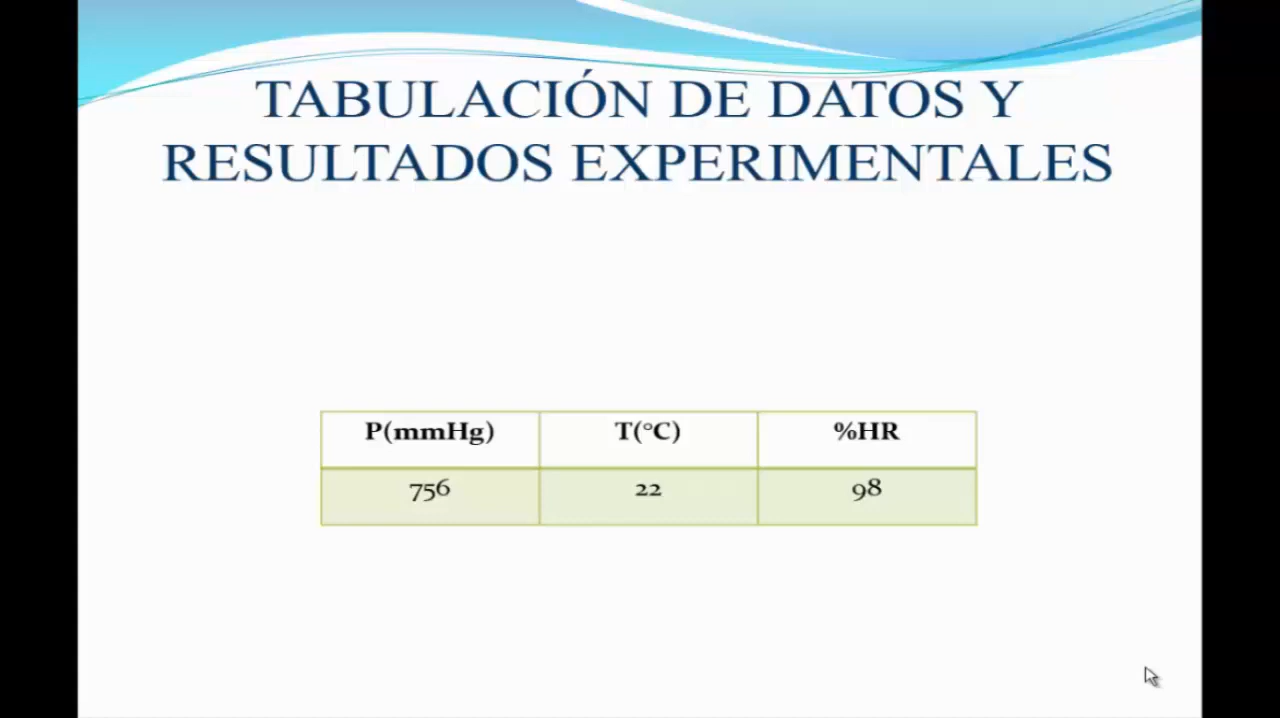 TABULACIÓN DE DATOS Y
RESULTADOS EXPERIMENTALES
P(mmHg) T(°C) %HR
756 22 98